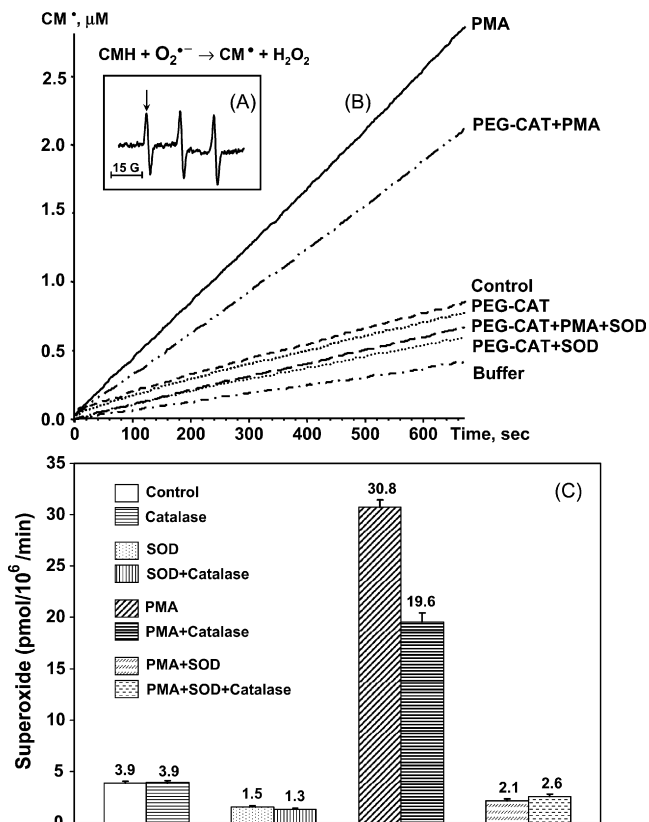 CM•, µM
CMH + O₂•⁻ → CM• + H₂O₂
(A)
15 G
(B)
PMA
PEG-CAT+PMA
Control
PEG-CAT
PEG-CAT+PMA+SOD
PEG-CAT+SOD
Buffer
2.5
2.0
1.5
1.0
0.5
0.0
0 100 200 300 400 500 600 Time, sec
(C)
Superoxide (pmol/10⁶/min)
35
30
25
20
15
10
5
0
Control
Catalase
SOD
SOD+Catalase
PMA
PMA+Catalase
PMA+SOD
PMA+SOD+Catalase
3.9 3.9
1.5 1.3
30.8
19.6
2.1 2.6